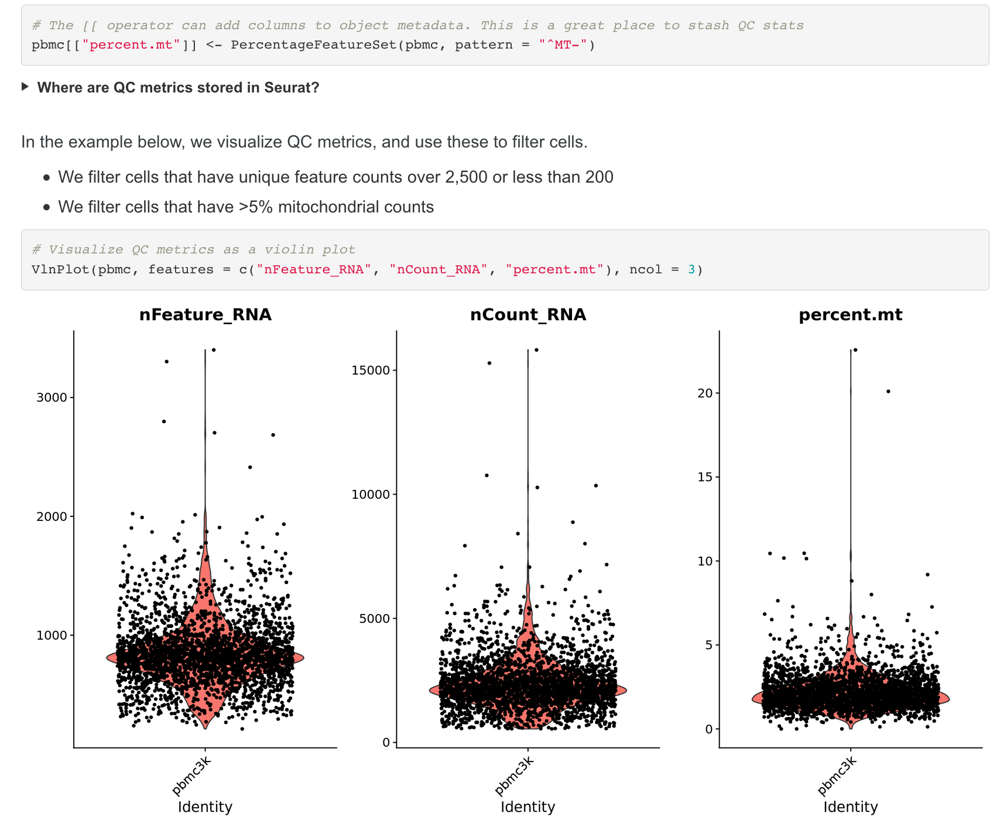 # The [[ operator can add columns to object metadata. This is a great place to stash QC stats
pbmc[["percent.mt"]] <- PercentageFeatureSet(pbmc, pattern = "^MT-")
Where are QC metrics stored in Seurat?
In the example below, we visualize QC metrics, and use these to filter cells.
We filter cells that have unique feature counts over 2,500 or less than 200
We filter cells that have >5% mitochondrial counts
# Visualize QC metrics as a violin plot
VlnPlot(pbmc, features = c("nFeature_RNA", "nCount_RNA", "percent.mt"), ncol = 3)
nFeature_RNA
3000
2000
1000
pbmc3k
Identity
nCount_RNA
15000
10000
5000
0
pbmc3k
Identity
percent.mt
20
15
10
5
0
pbmc3k
Identity